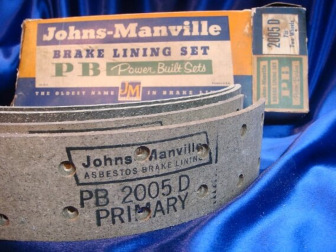 Johns-Manville
BRAKE LINING SET
PB Power Built Sets
THE OLDEST NAME JM IN BRAKE LINING
2005 D
PB
Johns-Manville
ASBESTOS BRAKE LINING
PB 2005 D
PRIMARY